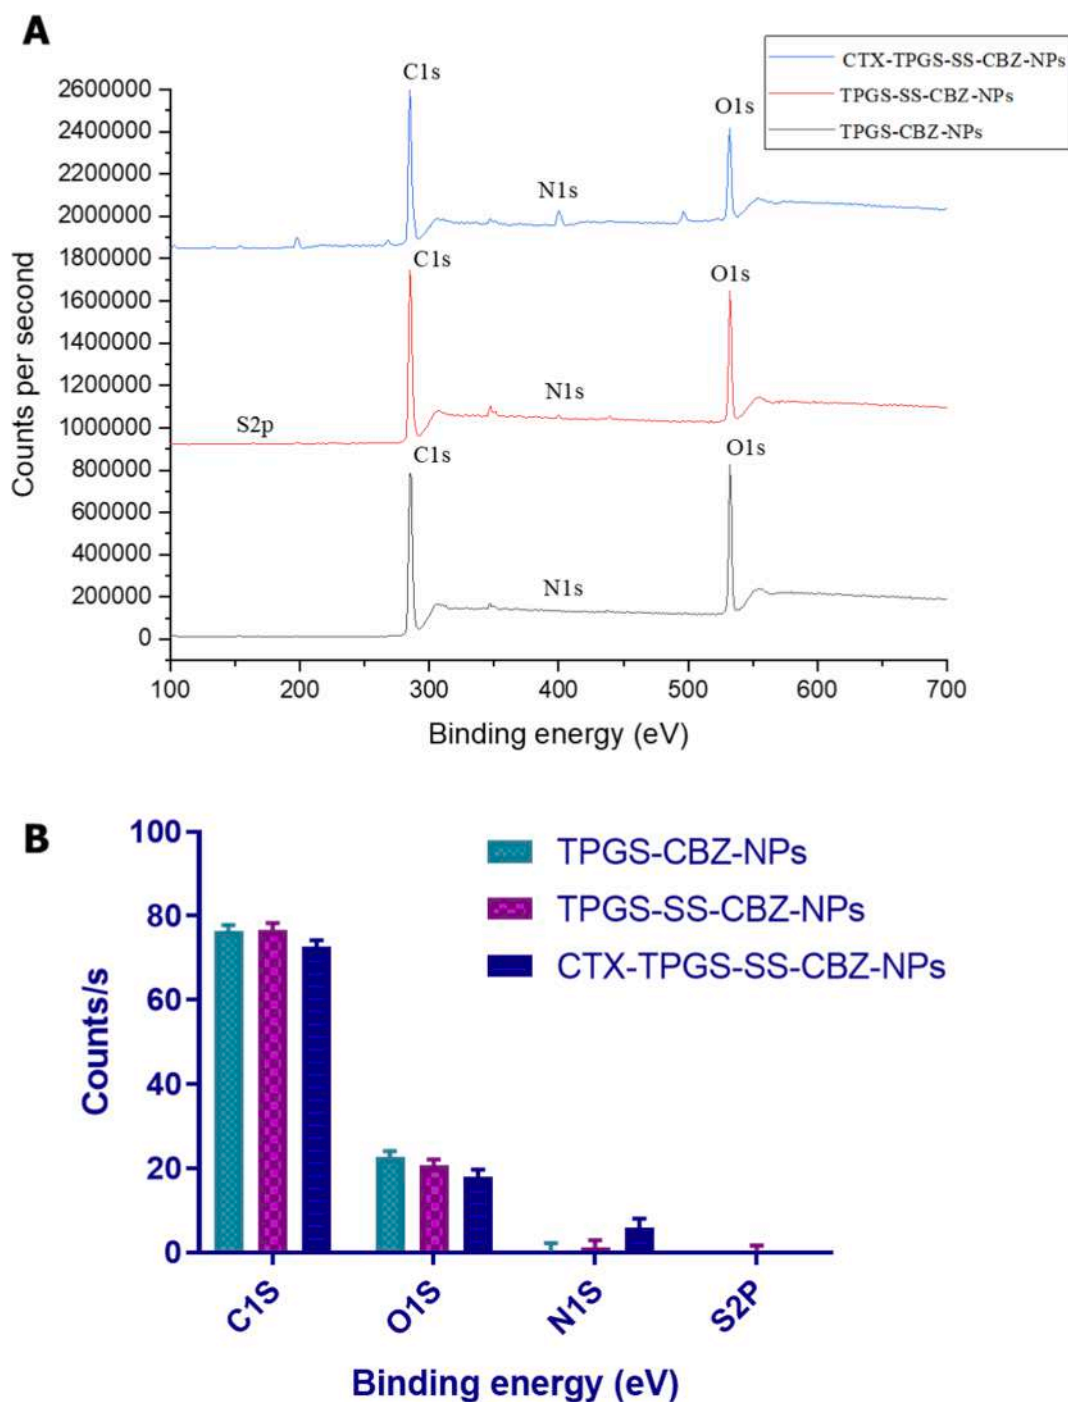 A
CTX-TPGS-SS-CBZ-NPs
TPGS-SS-CBZ-NPs
TPGS-CBZ-NPs
C1s
O1s
N1s
C1s
O1s
N1s
S2p
C1s
O1s
N1s
2600000
2400000
2200000
2000000
1800000
1600000
1400000
1200000
1000000
800000
600000
400000
200000
0
Counts per second
100 200 300 400 500 600 700
Binding energy (eV)
B
TPGS-CBZ-NPs
TPGS-SS-CBZ-NPs
CTX-TPGS-SS-CBZ-NPs
100
80
60
40
20
0
Counts/s
C1S O1S N1S S2P
Binding energy (eV)